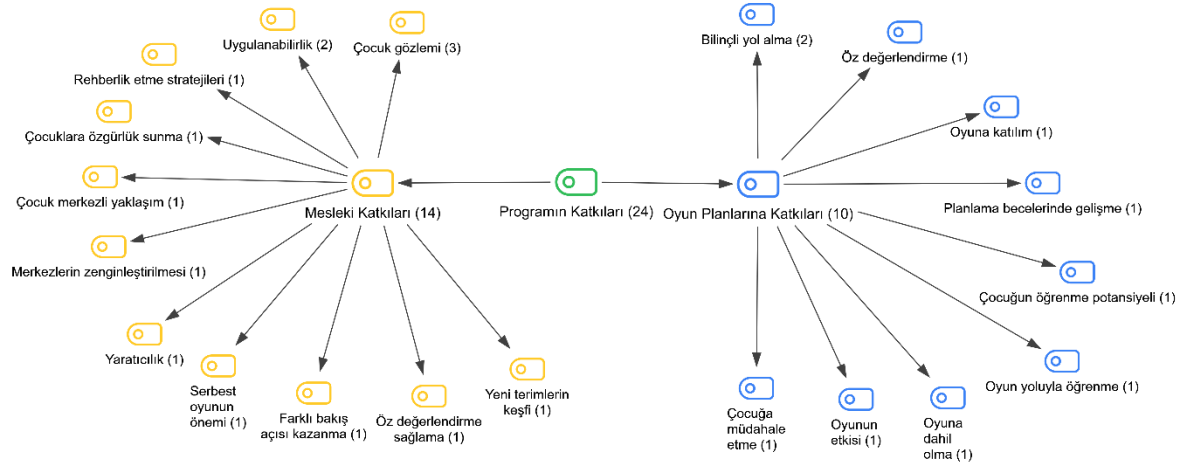 Uygulanabilirlik (2)
Çocuk gözlemi (3)
Rehberlik etme stratejileri (1)
Çocuklara özgürlük sunma (1)
Çocuk merkezli yaklaşım (1)
Merkezlerin zenginleştirilmesi (1)
Yaratıcılık (1)
Serbest
oyunun
önemi (1)
Farklı bakış
açısı kazanma (1)
Öz değerlendirme
sağlama (1)
Yeni terimlerin
keşfi (1)
Mesleki Katkıları (14)
Programın Katkıları (24)
Oyun Planlarına Katkıları (10)
Bilinçli yol alma (2)
Öz değerlendirme (1)
Oyuna katılım (1)
Planlama becelerinde gelişme (1)
Çocuğun öğrenme potansiyeli (1)
Oyun yoluyla öğrenme (1)
Oyuna
dahil
olma (1)
Oyunun
etkisi (1)
Çocuğa
müdahale
etme (1)